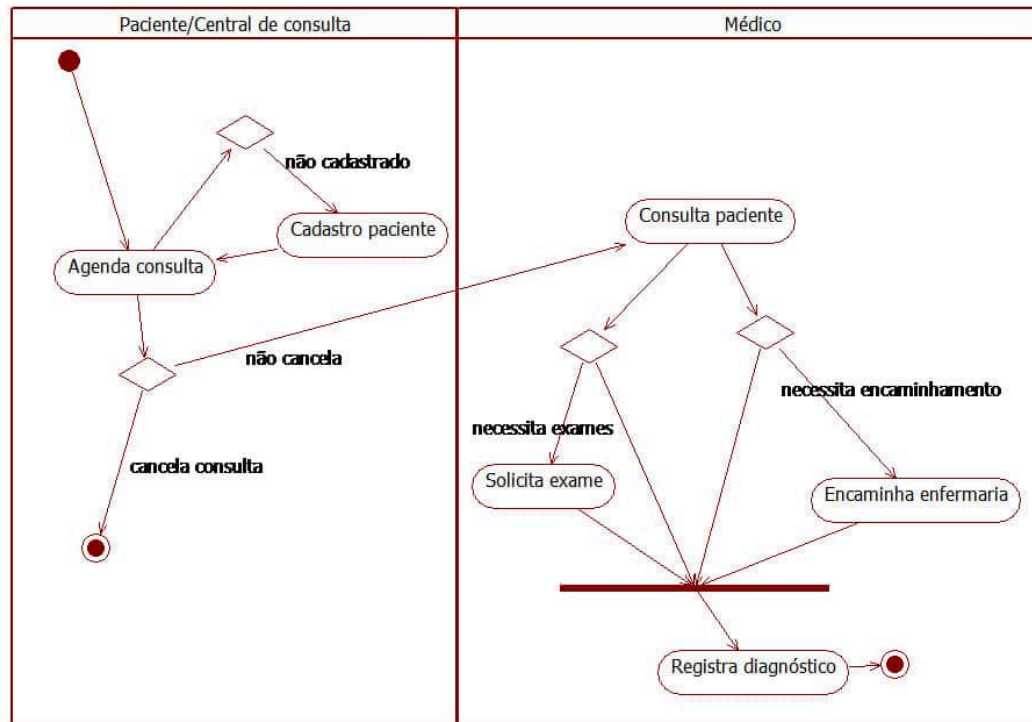 Paciente/Central de consulta
Médico
não cadastrado
Cadastro paciente
Agenda consulta
não cancela
cancela consulta
Consulta paciente
necessita encaminhamento
necessita exames
Solicita exame
Encaminha enfermaria
Registra diagnóstico